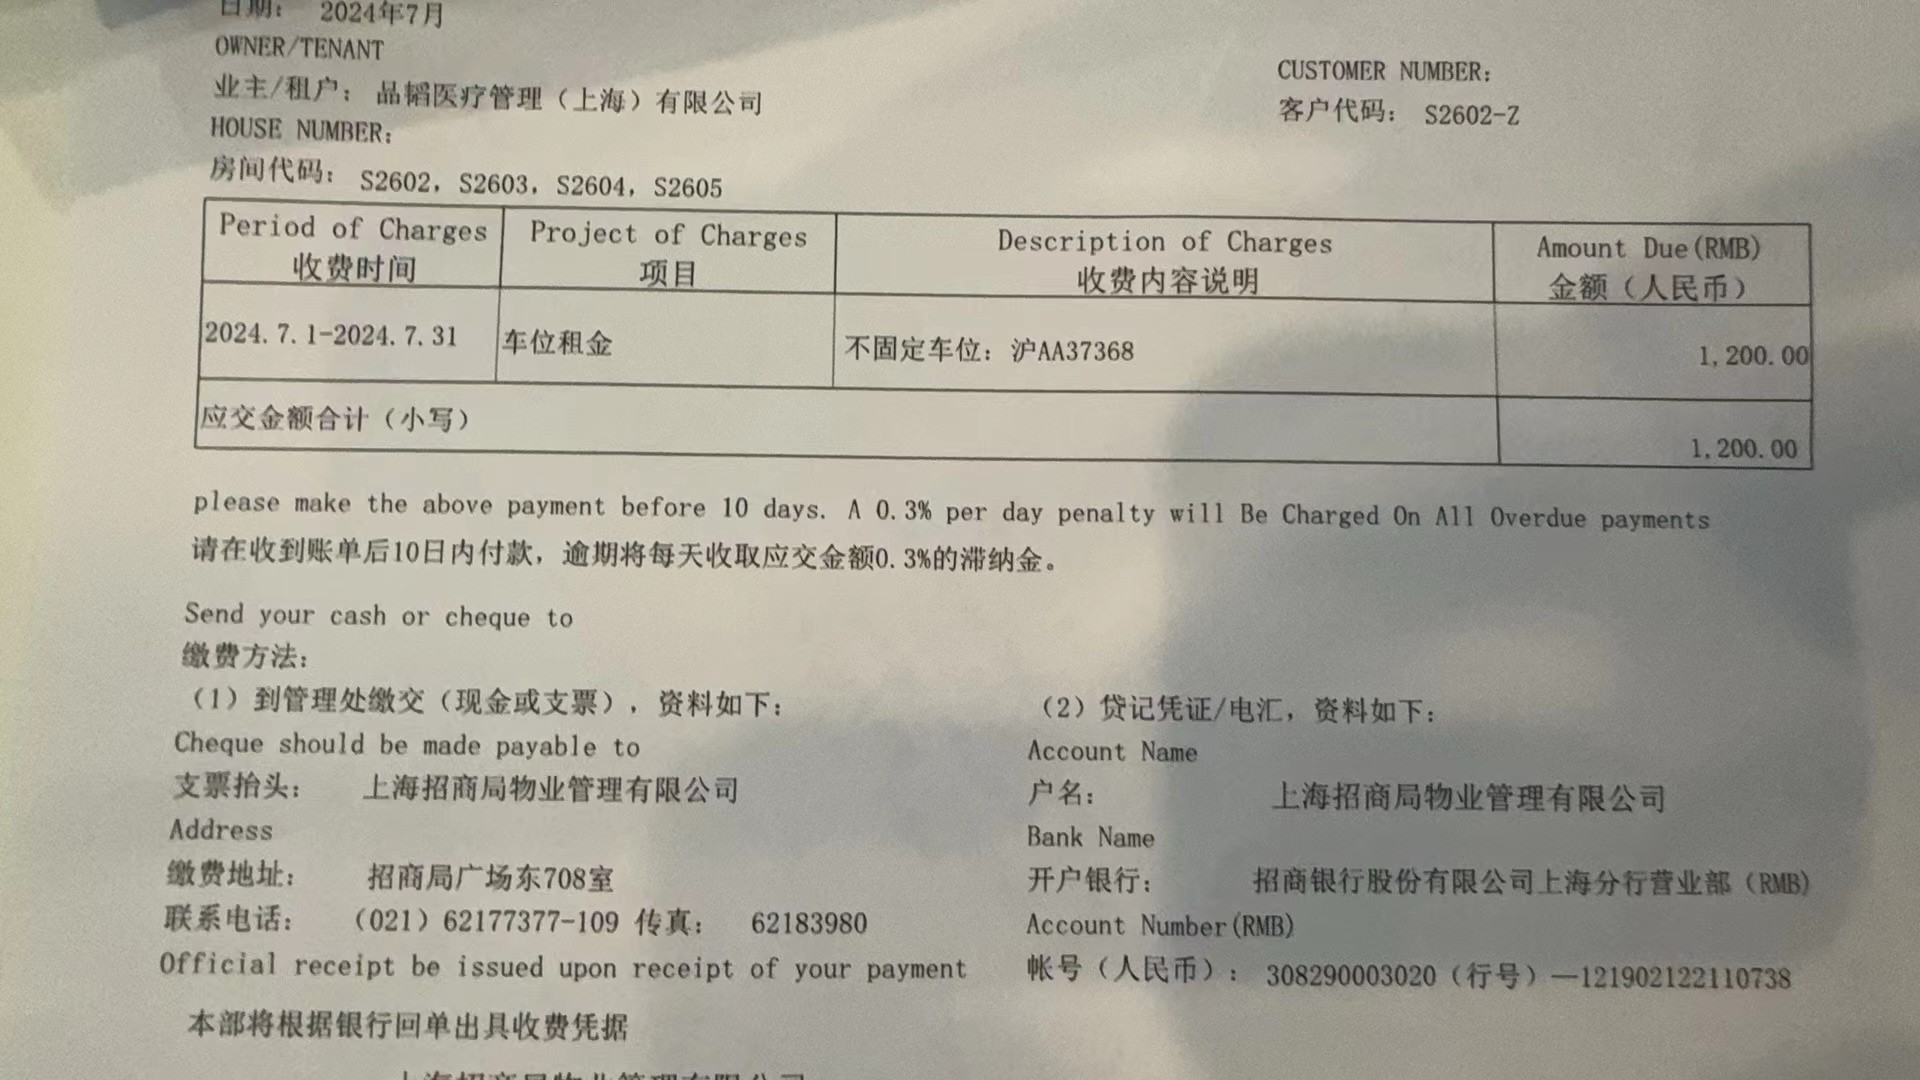 日期： 2024年7月
OWNER/TENANT
业主/租户： 品韬医疗管理（上海）有限公司
CUSTOMER NUMBER:
客户代码： S2602-Z
HOUSE NUMBER:
房间代码： S2602, S2603, S2604, S2605
Period of Charges Project of Charges Description of Charges Amount Due(RMB)
收费时间 项目 收费内容说明 金额（人民币）
2024.7.1-2024.7.31 车位租金 不固定车位：沪AA37368 1,200.00
应交金额合计（小写） 1,200.00
please make the above payment before 10 days. A 0.3% per day penalty will Be Charged On All Overdue payments
请在收到账单后10日内付款，逾期将每天收取应交金额0.3%的滞纳金。
Send your cash or cheque to
缴费方法：
（1）到管理处缴交（现金或支票），资料如下：
Cheque should be made payable to
支票抬头： 上海招商局物业管理有限公司
Address
缴费地址： 招商局广场东708室
联系电话： （021）62177377-109 传真： 62183980
Official receipt be issued upon receipt of your payment
本部将根据银行回单出具收费凭据
（2）贷记凭证/电汇，资料如下：
Account Name
户名： 上海招商局物业管理有限公司
Bank Name
开户银行： 招商银行股份有限公司上海分行营业部（RMB）
Account Number(RMB)
帐号（人民币）： 308290003020（行号）—121902122110738
上海招商局物业管理有限公司